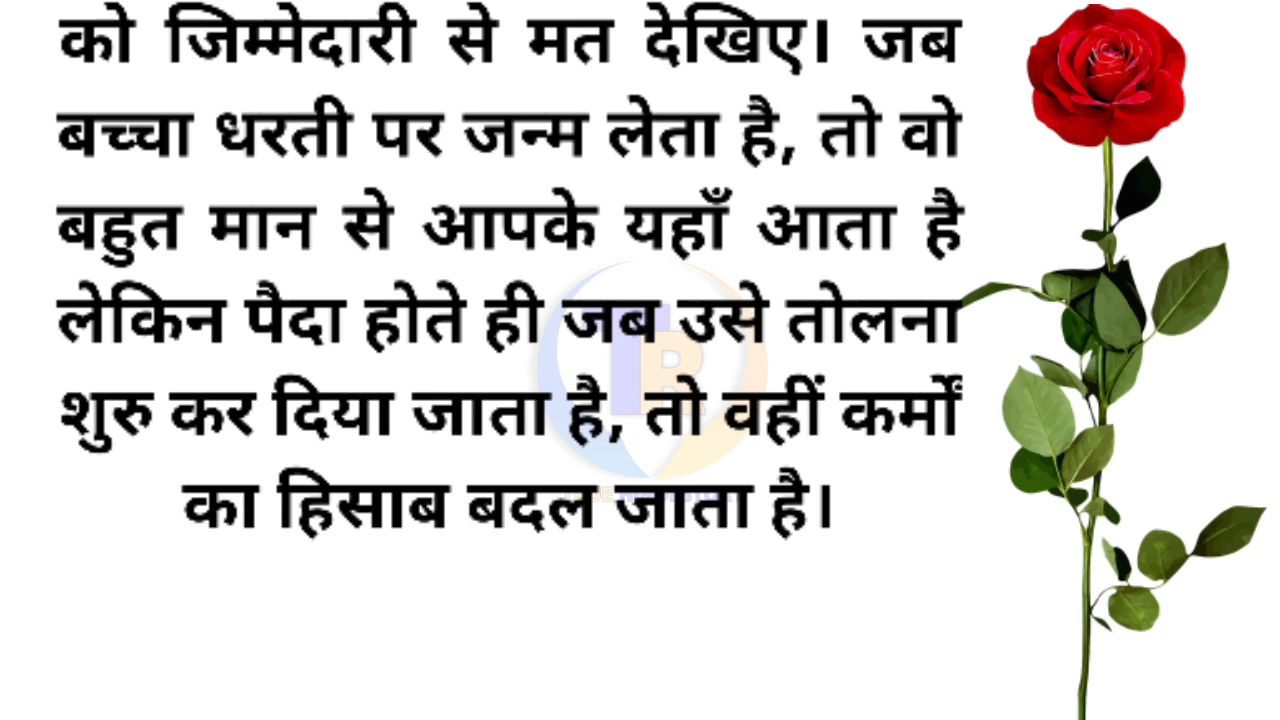 को जिम्मेदारी से मत देखिए। जब
बच्चा धरती पर जन्म लेता है, तो वो
बहुत मान से आपके यहाँ आता है
लेकिन पैदा होते ही जब उसे तोलना
शुरु कर दिया जाता है, तो वहीं कर्मों
का हिसाब बदल जाता है।